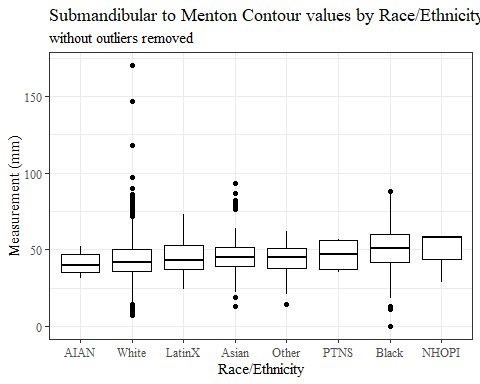 Submandibular to Menton Contour values by Race/Ethnicity
without outliers removed
Measurement (mm)
150
100
50
0
AIAN White LatinX Asian Other PTNS Black NHOPI
Race/Ethnicity